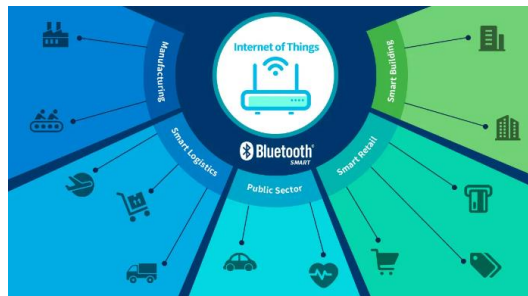 Internet of Things
Bluetooth®
SMART
Manufacturing
Smart Logistics
Public Sector
Smart Retail
Smart Building